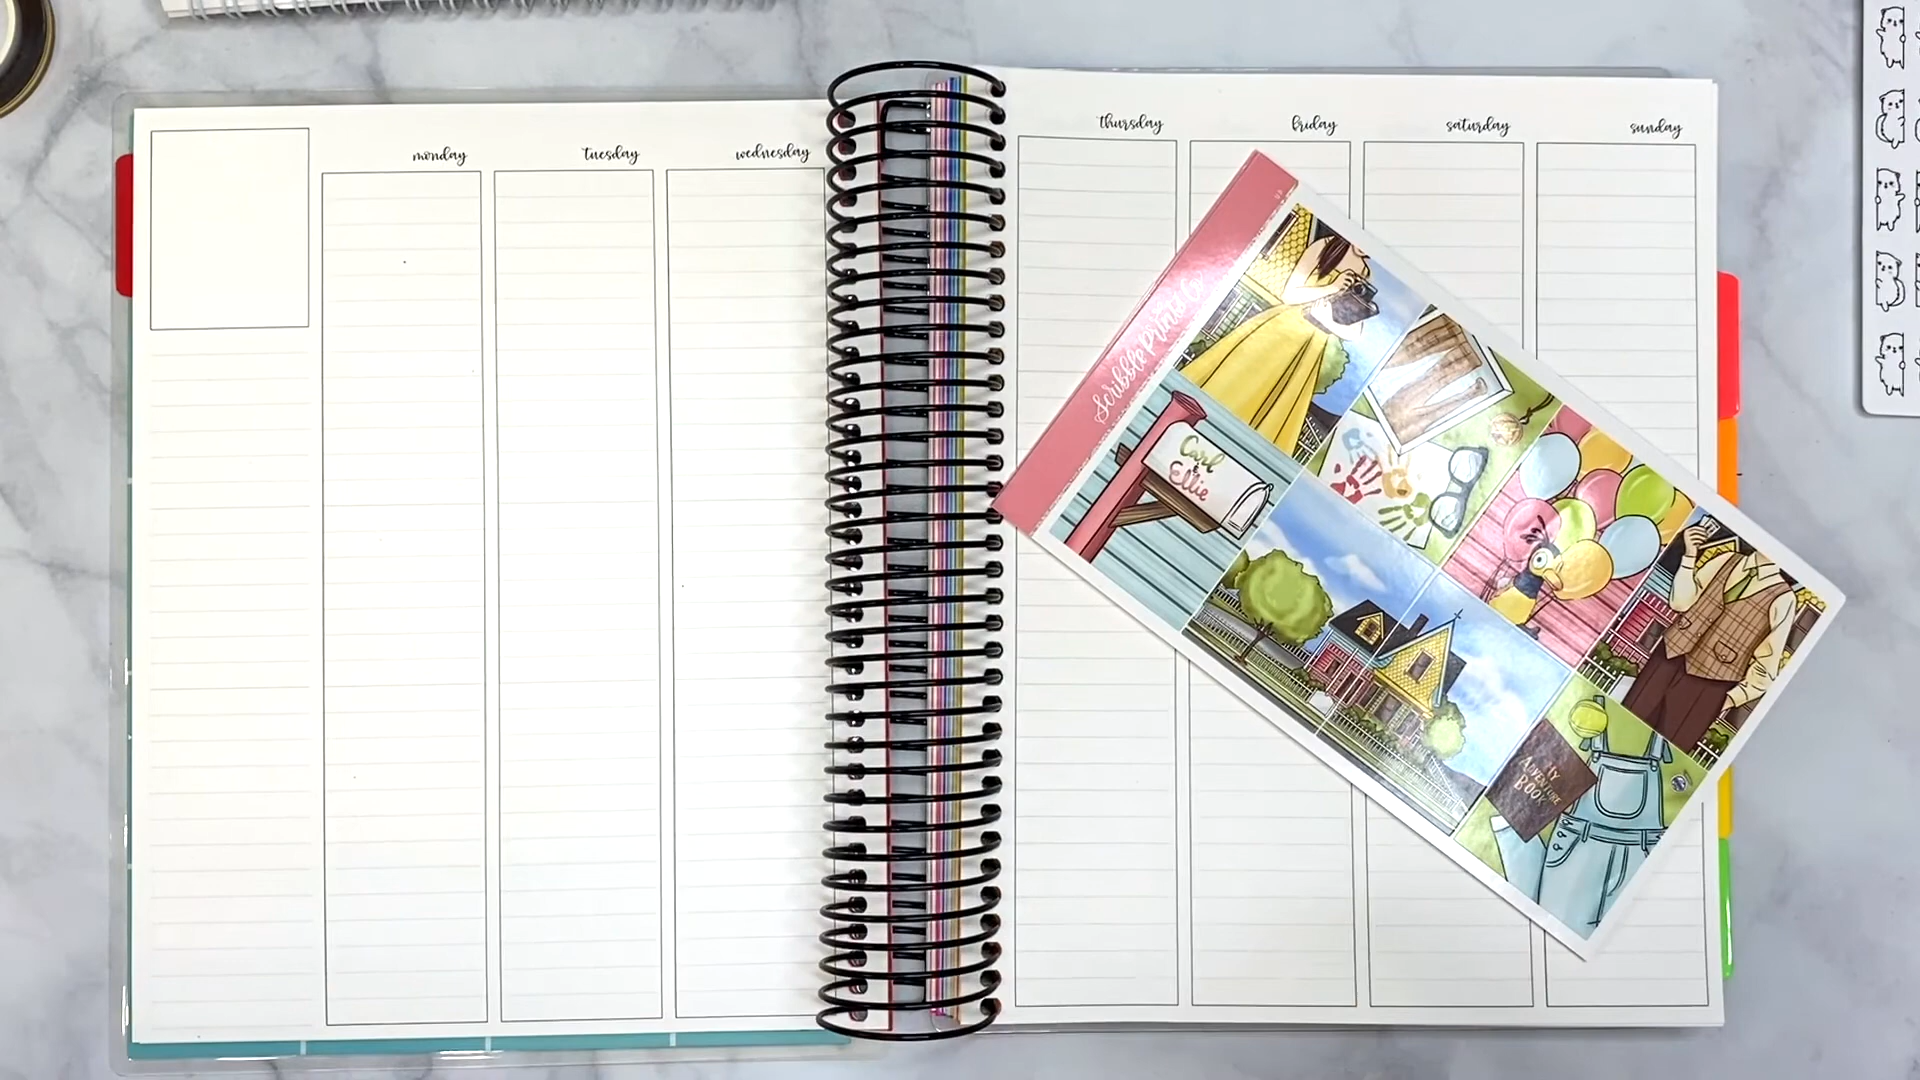 monday
tuesday
wednesday
thursday
friday
saturday
sunday
Scribble Prints Co
Carl
&
Ellie
My
Adventure
Book